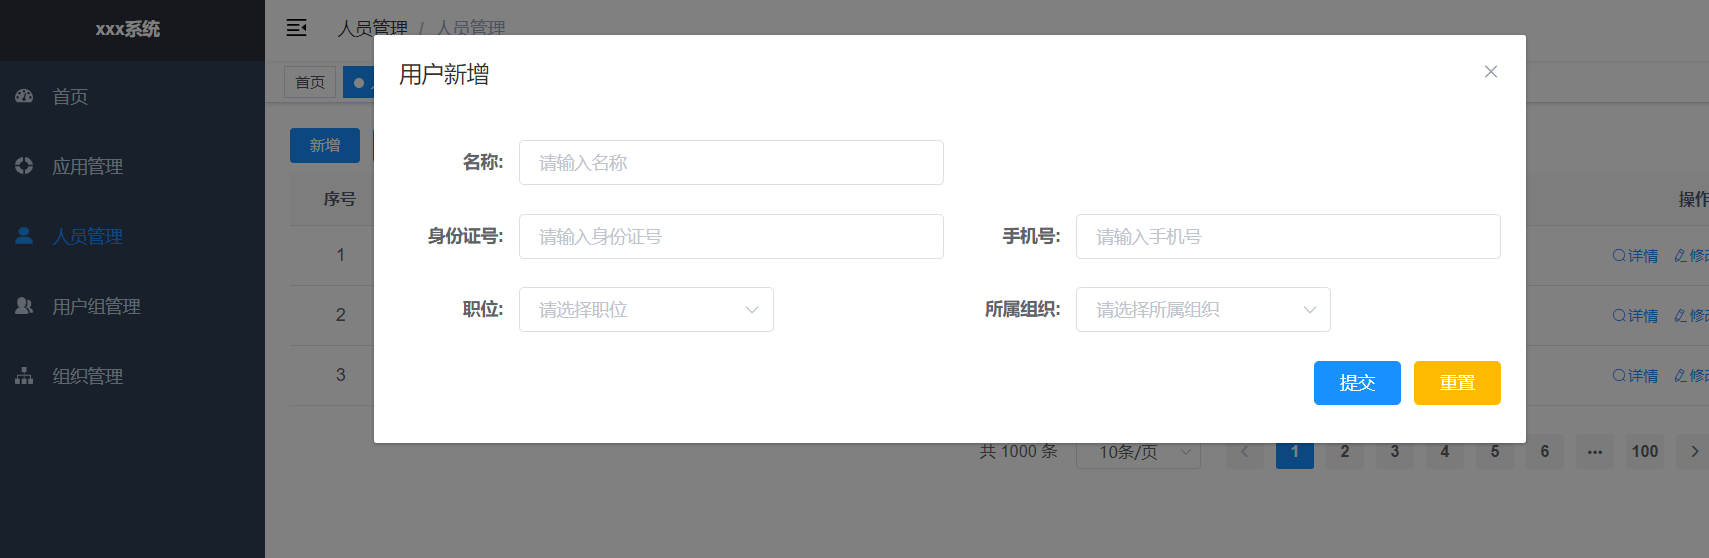 xxx系统
首页
应用管理
人员管理
用户组管理
组织管理
人员管理 / 人员管理
首页
用户新增
名称: 请输入名称
身份证号: 请输入身份证号 手机号: 请输入手机号
职位: 请选择职位 所属组织: 请选择所属组织
提交 重置
新增
序号 操作
1 详情 修改
2 详情 修改
3 详情 修改
共 1000 条 10条/页 1 2 3 4 5 6 ••• 100